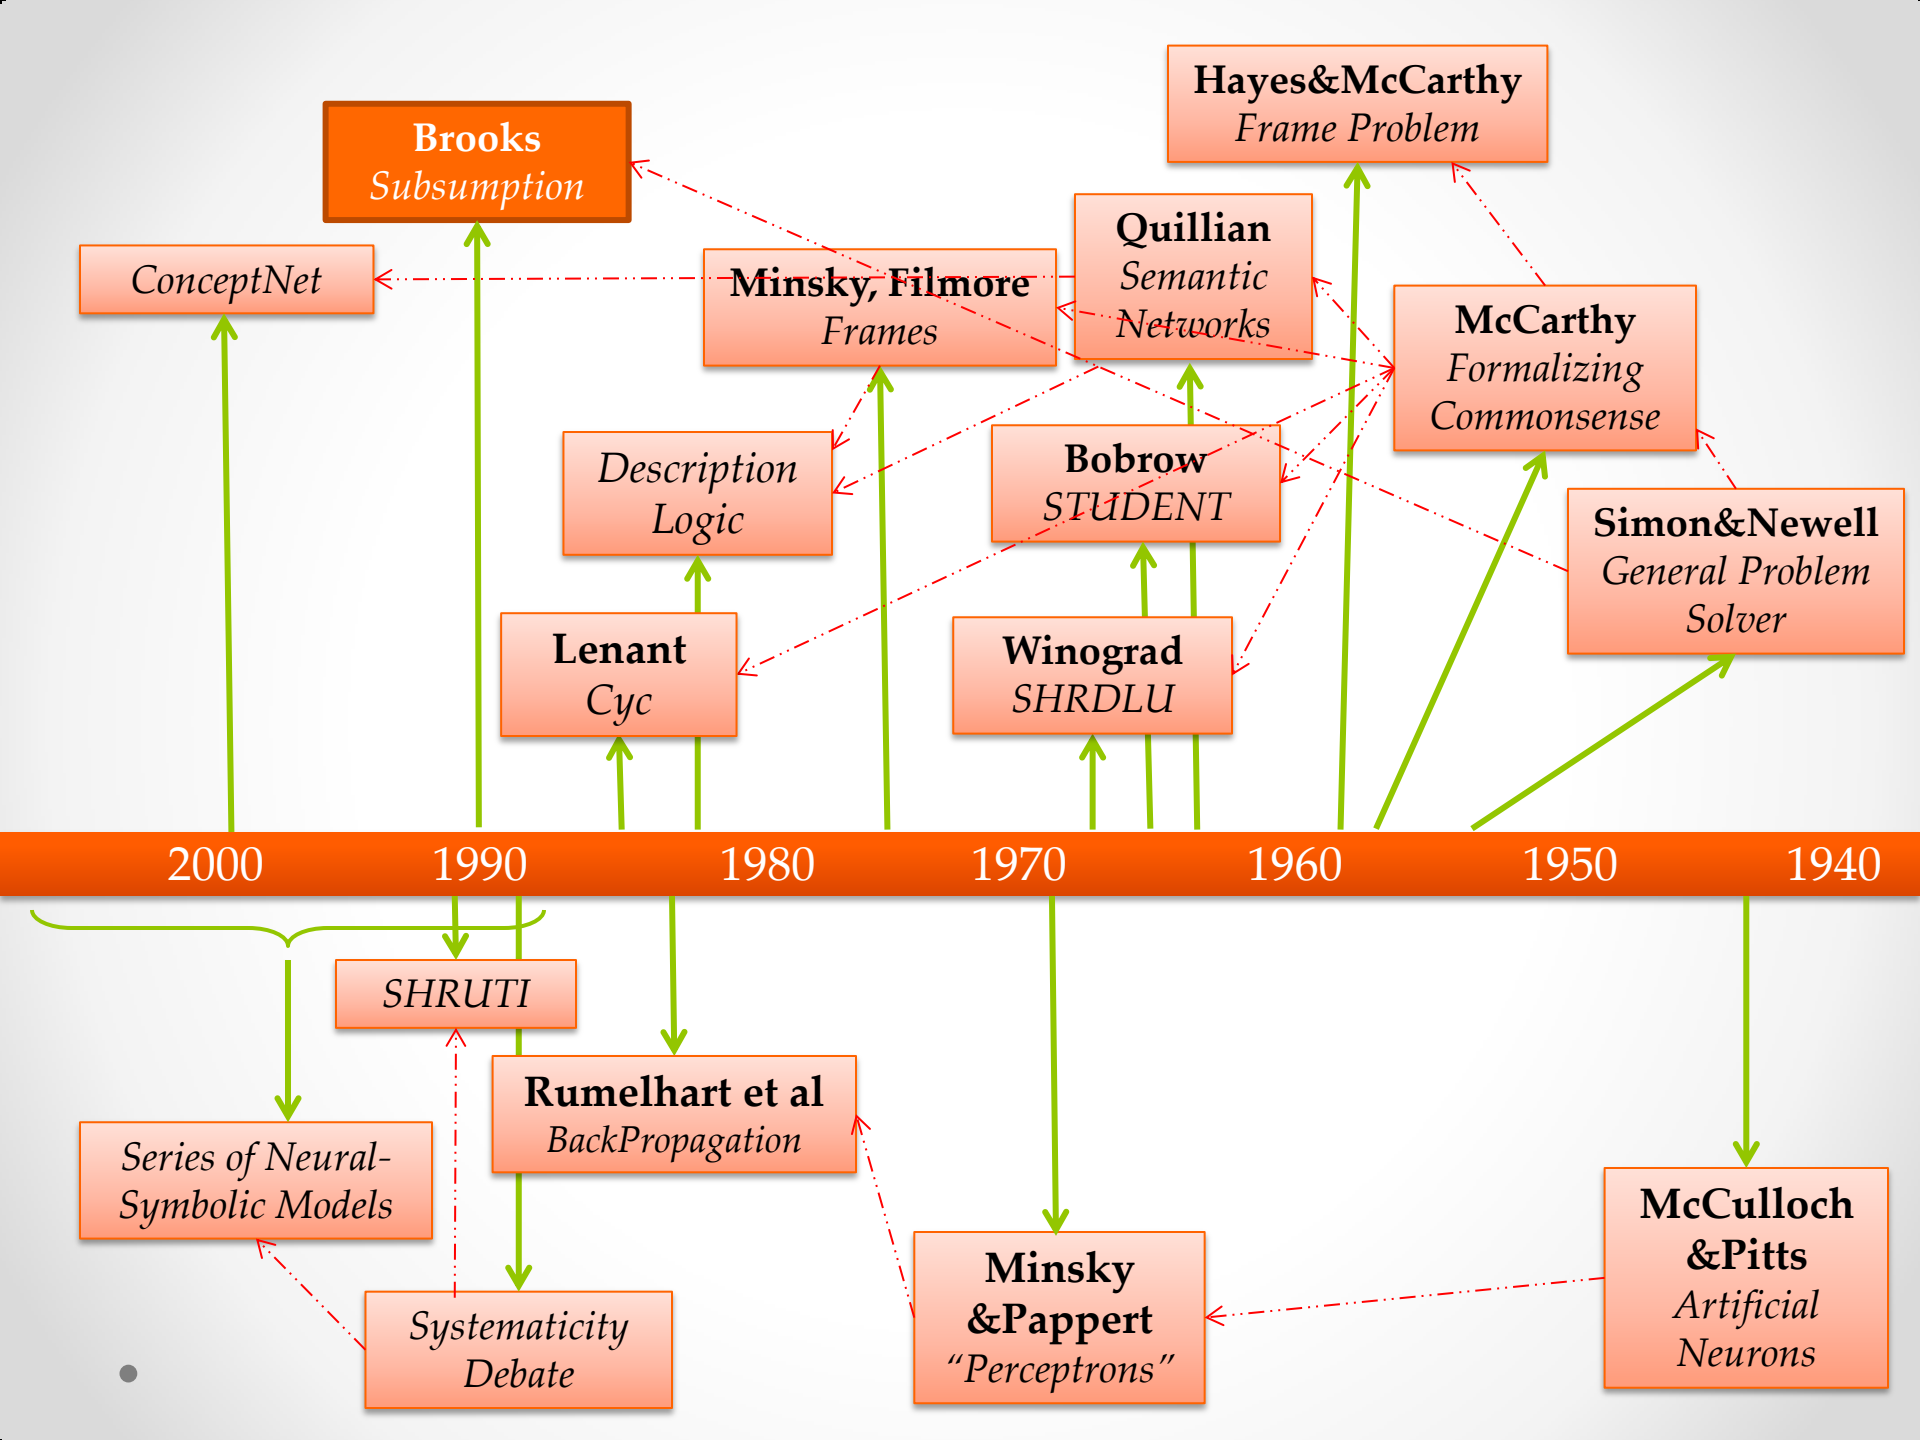 Hayes&McCarthy
Frame Problem
Brooks
Subsumption
Quillian
Semantic
Networks
ConceptNet
Minsky, Filmore
Frames
McCarthy
Formalizing
Commonsense
Description
Logic
Bobrow
STUDENT
Simon&Newell
General Problem
Solver
Lenant
Cyc
Winograd
SHRDLU
2000 1990 1980 1970 1960 1950 1940
SHRUTI
Rumelhart et al
BackPropagation
Series of Neural-
Symbolic Models
McCulloch
&Pitts
Artificial
Neurons
Minsky
&Pappert
“Perceptrons”
Systematicity
Debate